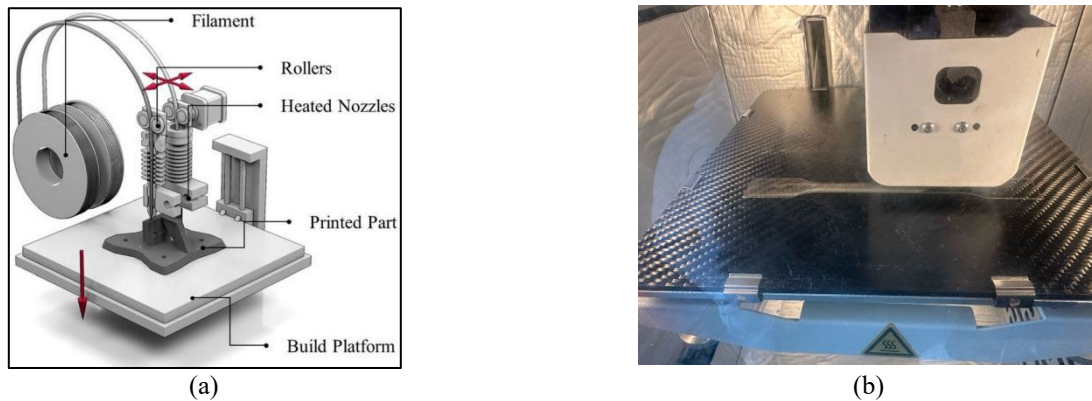 Filament
Rollers
Heated Nozzles
Printed Part
Build Platform
(a)
(b)